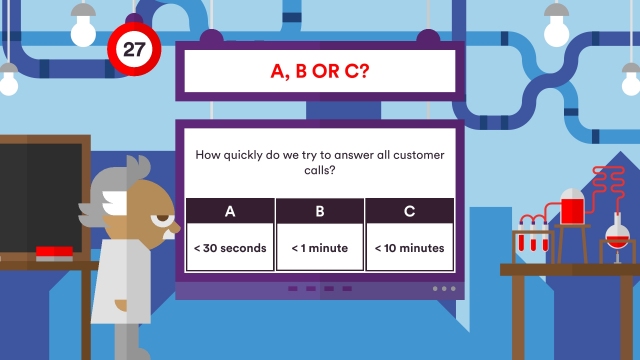 27
A, B OR C?
How quickly do we try to answer all customer
calls?
A B C
< 30 seconds < 1 minute < 10 minutes